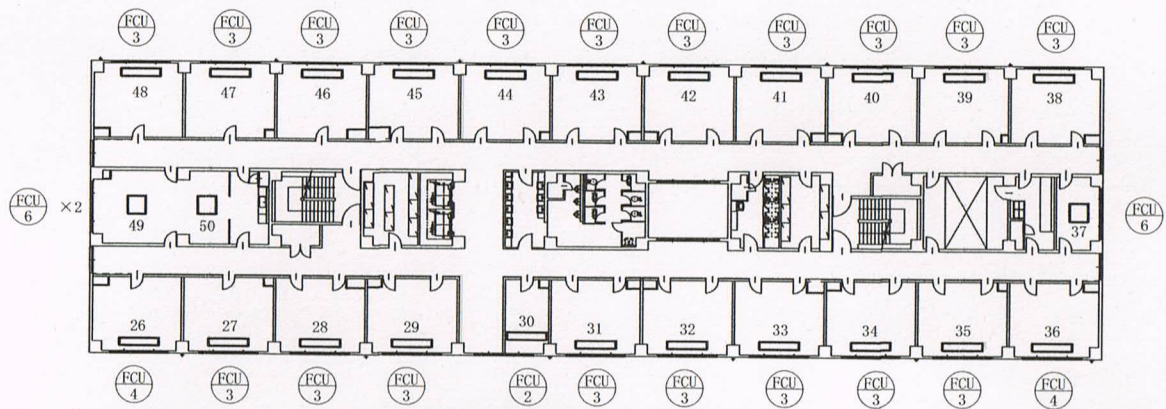 FCU FCU FCU FCU FCU FCU FCU FCU FCU FCU FCU
3 3 3 3 3 3 3 3 3 3 3
48 47 46 45 44 43 42 41 40 39 38
FCU
6
×2
49 50 37
FCU
6
26 27 28 29 30 31 32 33 34 35 36
FCU FCU FCU FCU FCU FCU FCU FCU FCU FCU FCU
4 3 3 3 2 3 3 3 3 3 4